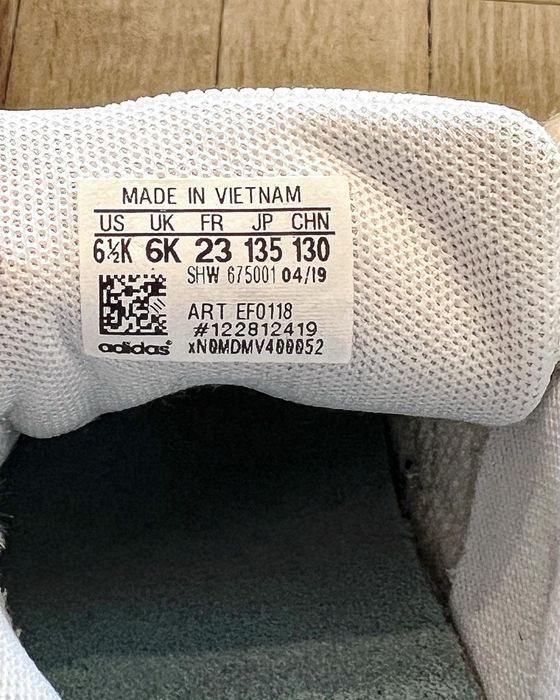 MADE IN VIETNAM
US UK FR JP CHN
6½K 6K 23 135 130
SHW 675001 04/19
ART EF0118
#122812419
adidas® xN0MDMV400052